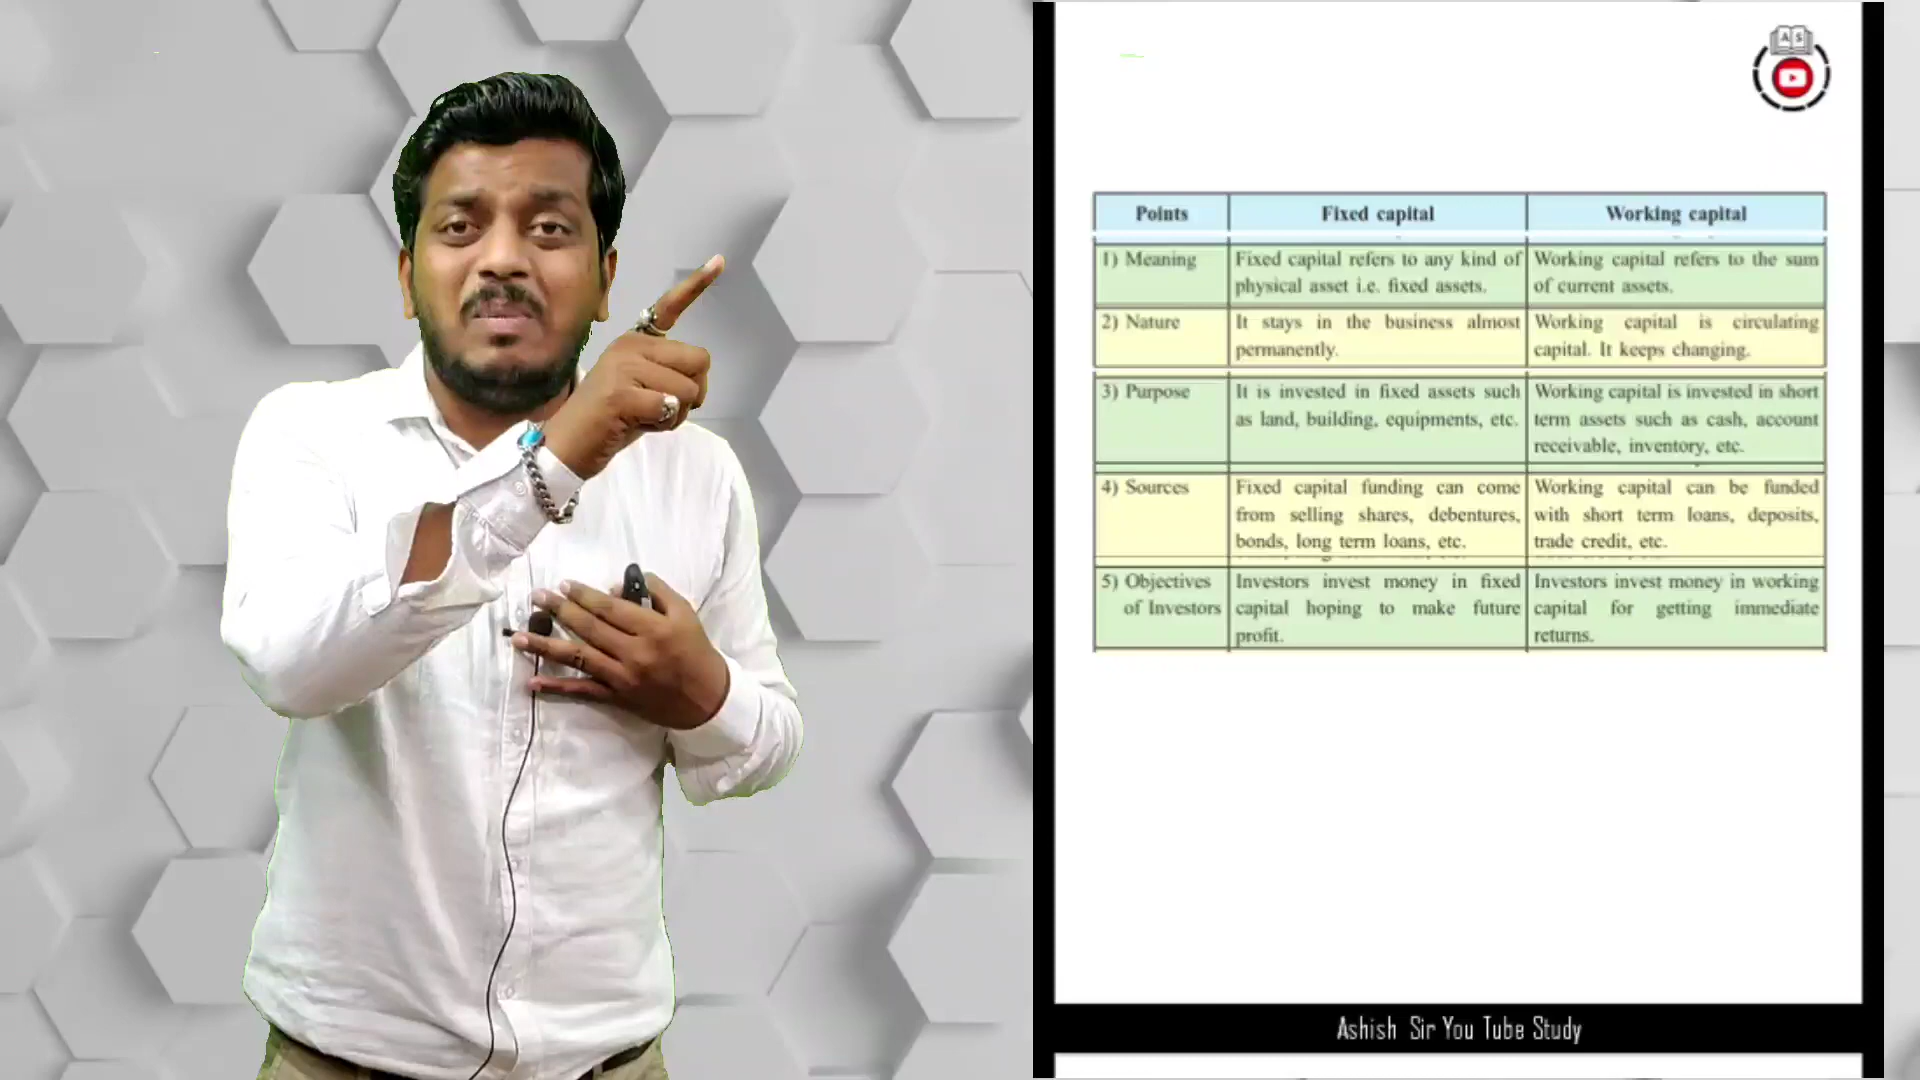 A S
Points Fixed capital Working capital
1) Meaning Fixed capital refers to any kind of Working capital refers to the sum
physical asset i.e. fixed assets. of current assets.
2) Nature It stays in the business almost Working capital is circulating
permanently. capital. It keeps changing.
3) Purpose It is invested in fixed assets such Working capital is invested in short
as land, building, equipments, etc. term assets such as cash, account
receivable, inventory, etc.
4) Sources Fixed capital funding can come Working capital can be funded
from selling shares, debentures, with short term loans, deposits,
bonds, long term loans, etc. trade credit, etc.
5) Objectives Investors invest money in fixed Investors invest money in working
of Investors capital hoping to make future capital for getting immediate
profit. returns.
Ashish Sir You Tube Study